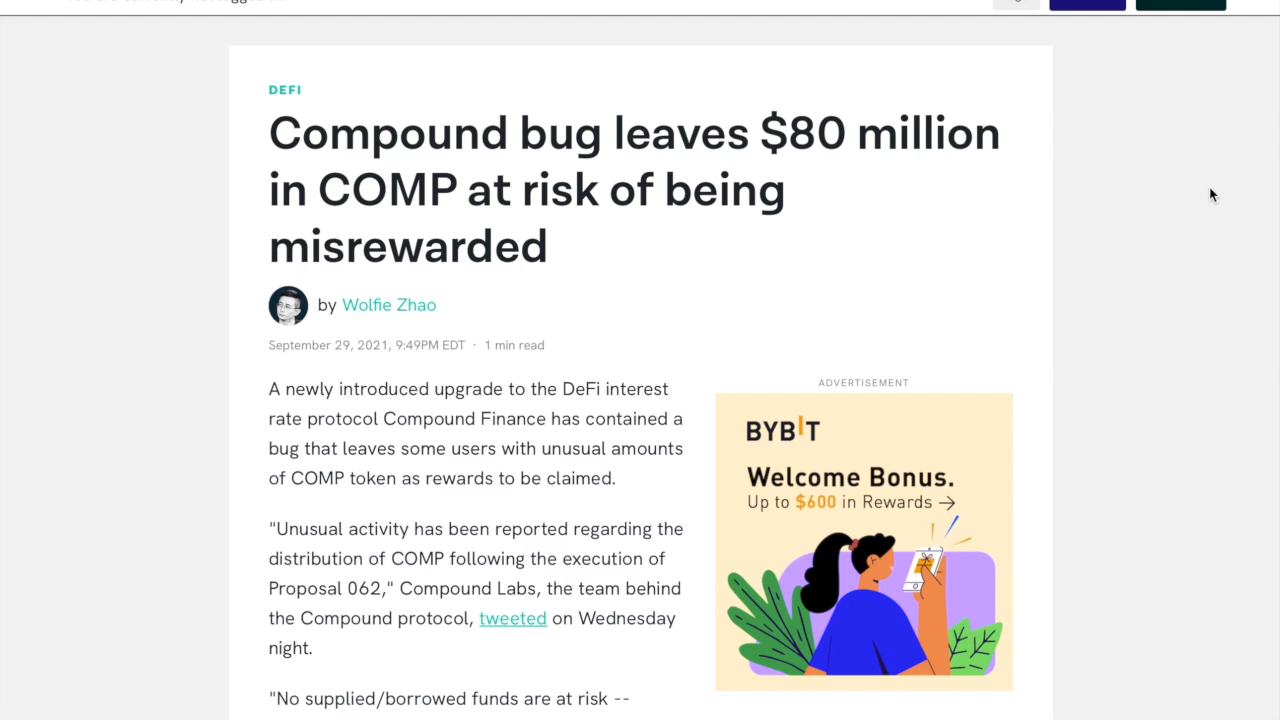 DEFI
Compound bug leaves $80 million
in COMP at risk of being
misrewarded
by Wolfie Zhao
September 29, 2021, 9:49PM EDT · 1 min read
A newly introduced upgrade to the DeFi interest
rate protocol Compound Finance has contained a
bug that leaves some users with unusual amounts
of COMP token as rewards to be claimed.
"Unusual activity has been reported regarding the
distribution of COMP following the execution of
Proposal 062," Compound Labs, the team behind
the Compound protocol, tweeted on Wednesday
night.
"No supplied/borrowed funds are at risk --
ADVERTISEMENT
BYBIT
Welcome Bonus.
Up to $600 in Rewards →